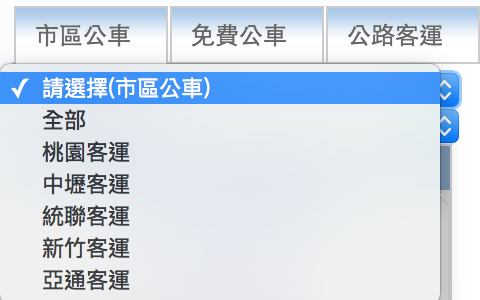 市區公車 免費公車 公路客運
✓ 請選擇(市區公車)
全部
桃園客運
中壢客運
統聯客運
新竹客運
亞通客運